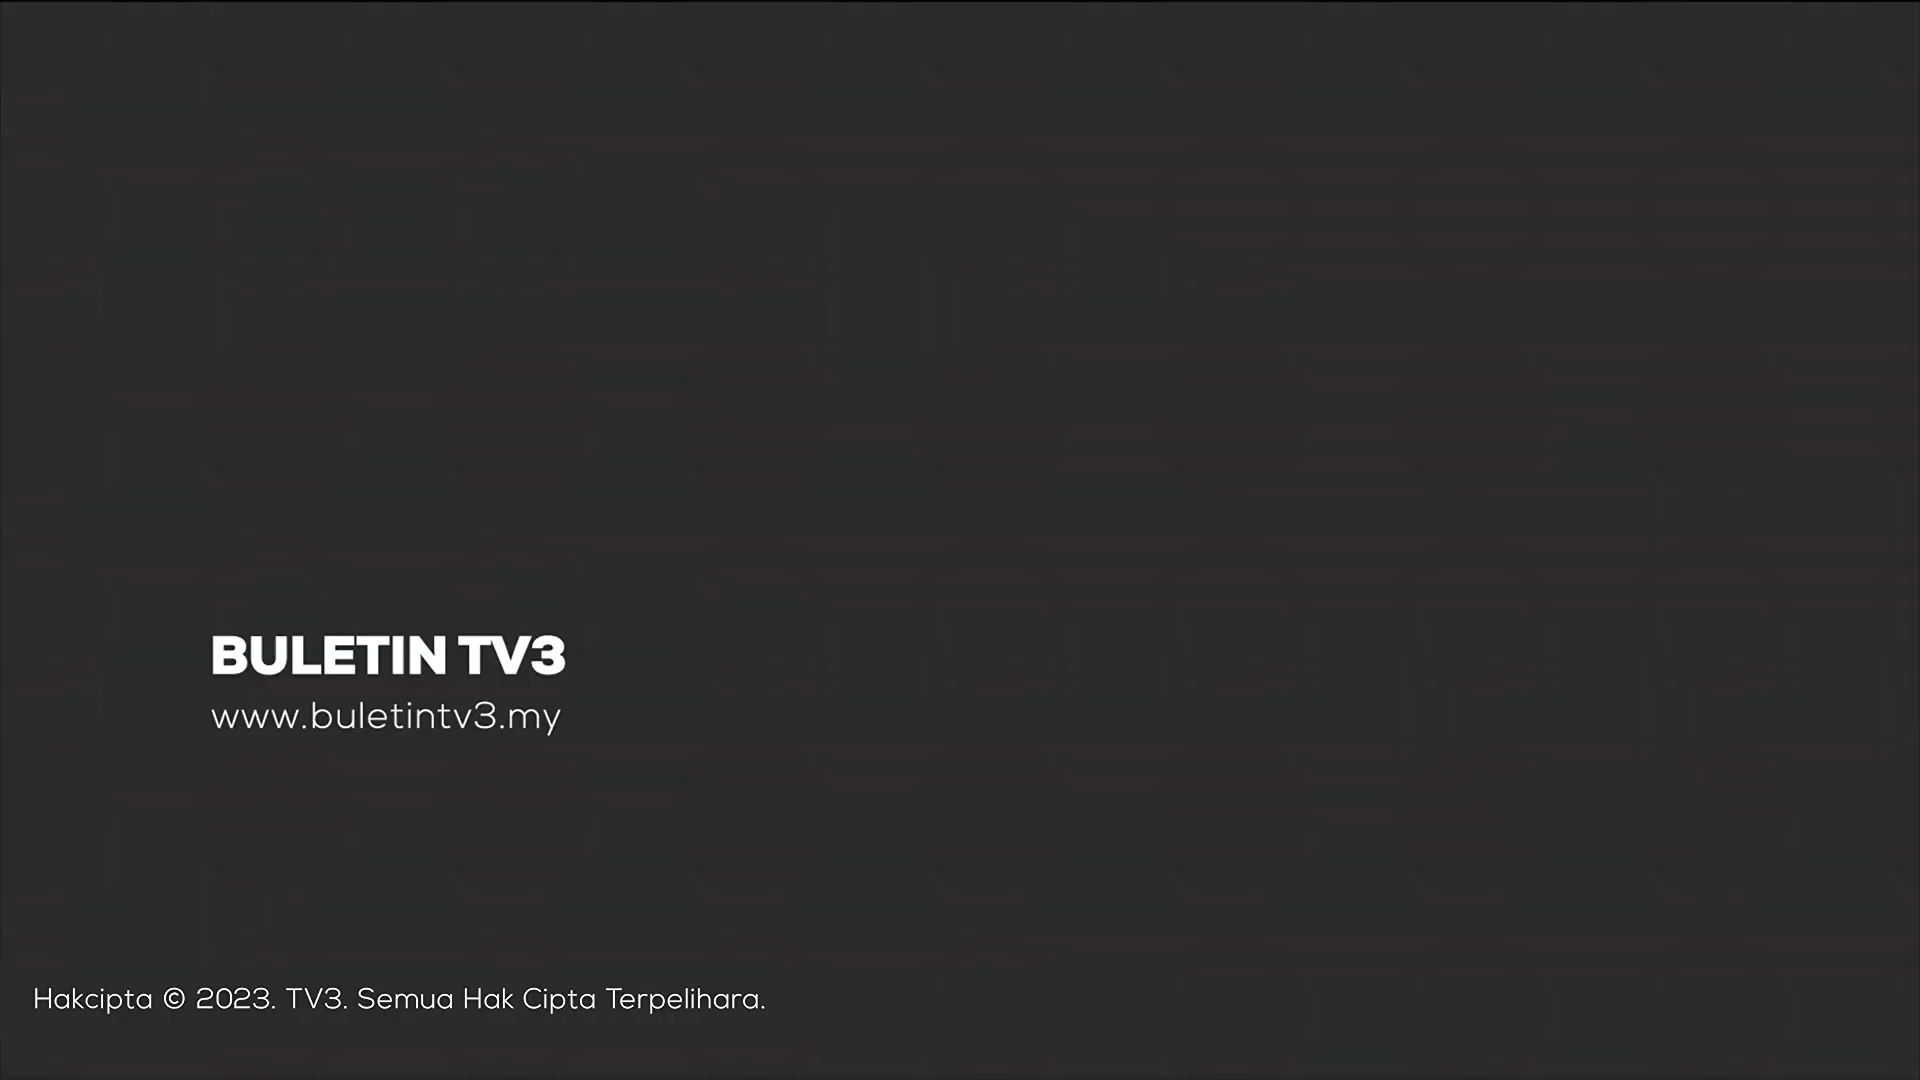 BULETIN TV3
www.buletintv3.my
Hakcipta © 2023. TV3. Semua Hak Cipta Terpelihara.